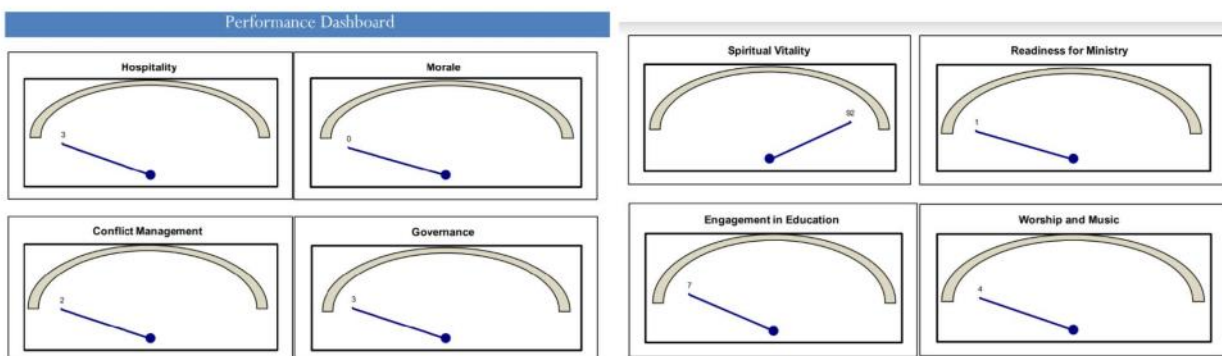 Performance Dashboard
Hospitality
3
Morale
0
Conflict Management
2
Governance
3
Spiritual Vitality
92
Readiness for Ministry
1
Engagement in Education
7
Worship and Music
4